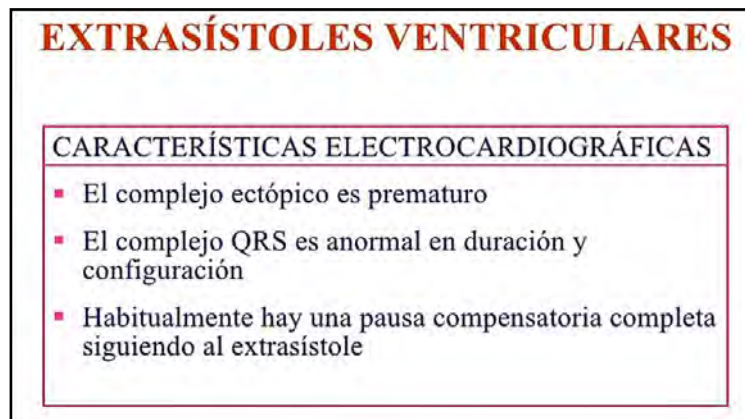 EXTRASÍSTOLES VENTRICULARES
CARACTERÍSTICAS ELECTROCARDIOGRÁFICAS
▪ El complejo ectópico es prematuro
▪ El complejo QRS es anormal en duración y
configuración
▪ Habitualmente hay una pausa compensatoria completa
siguiendo al extrasístole